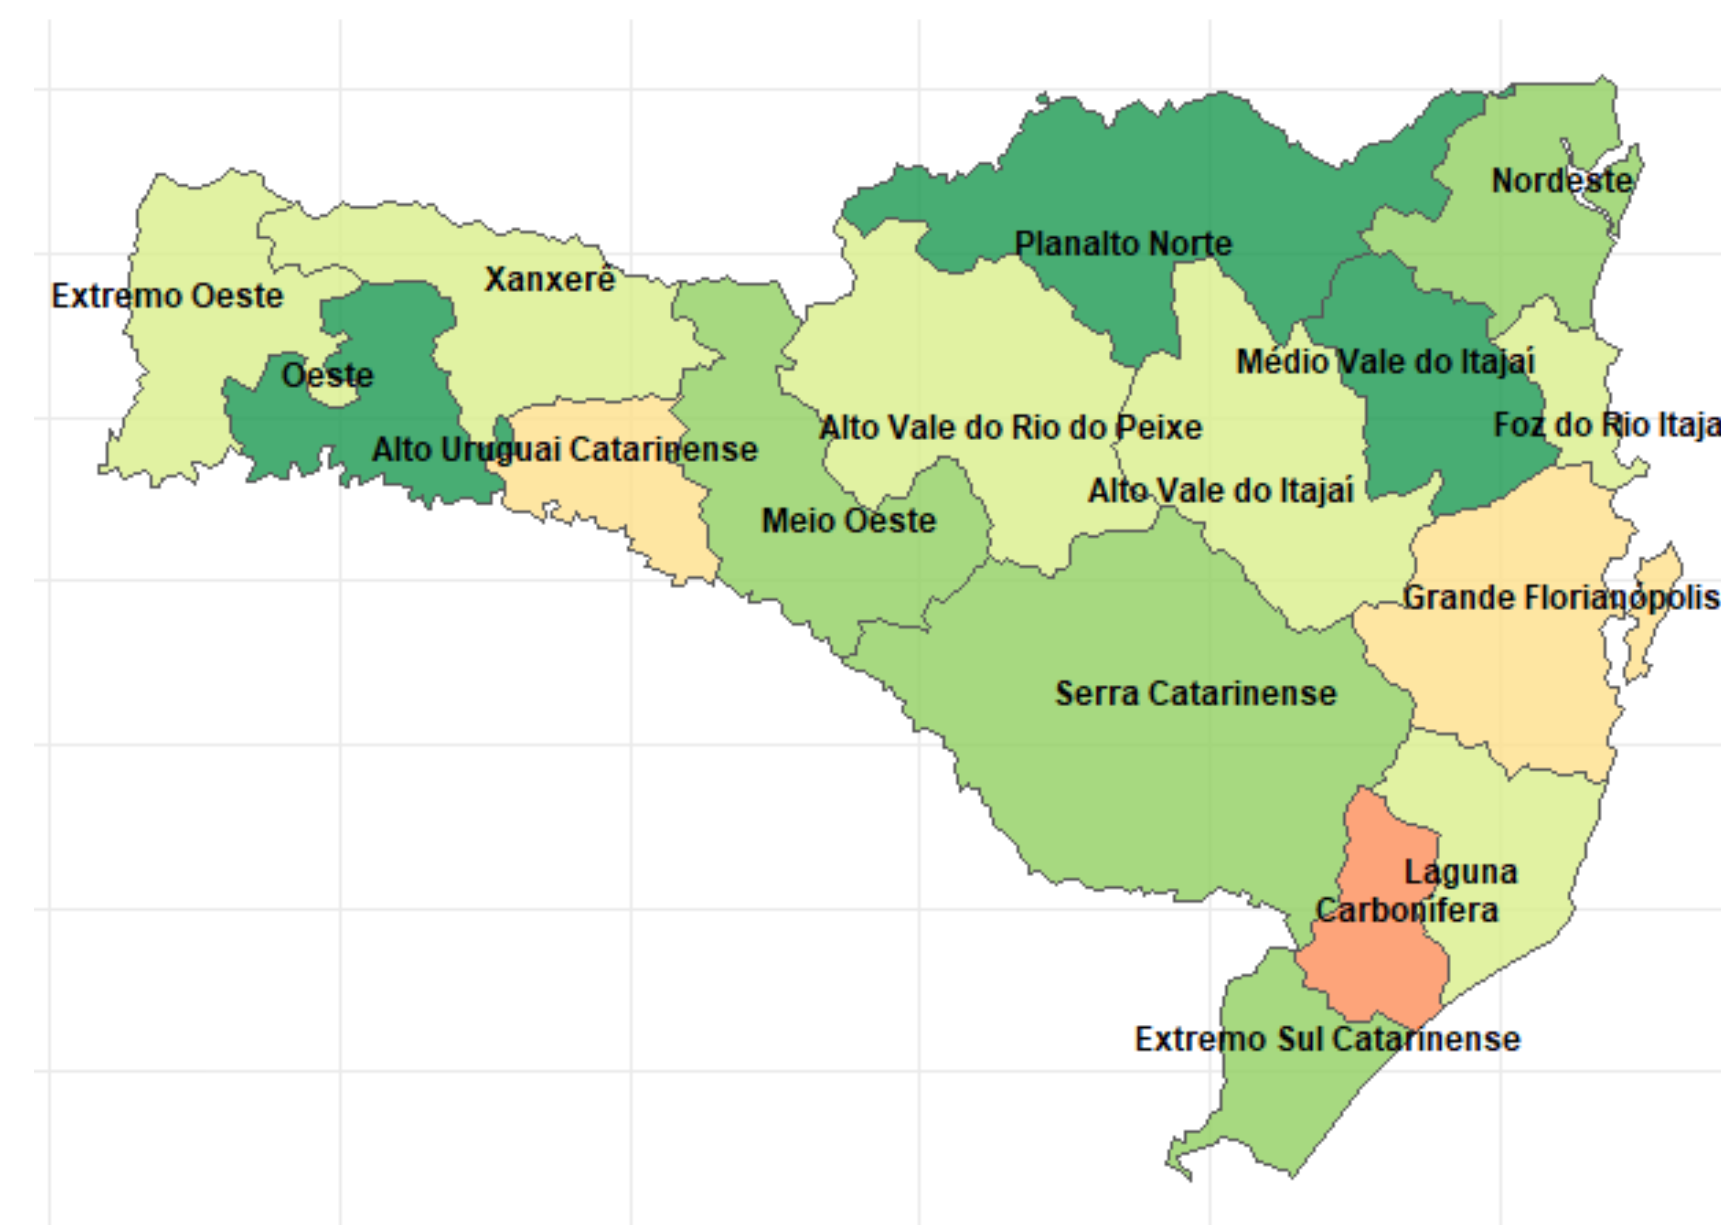 Nordeste
Planalto Norte
Xanxerê
Extremo Oeste
Médio Vale do Itajaí
Oeste
Foz do Rio Itaja
Alto Vale do Rio do Peixe
Alto Uruguai Catarinense
Alto Vale do Itajaí
Meio Oeste
Grande Florianópolis
Serra Catarinense
Laguna
Carbonífera
Extremo Sul Catarinense